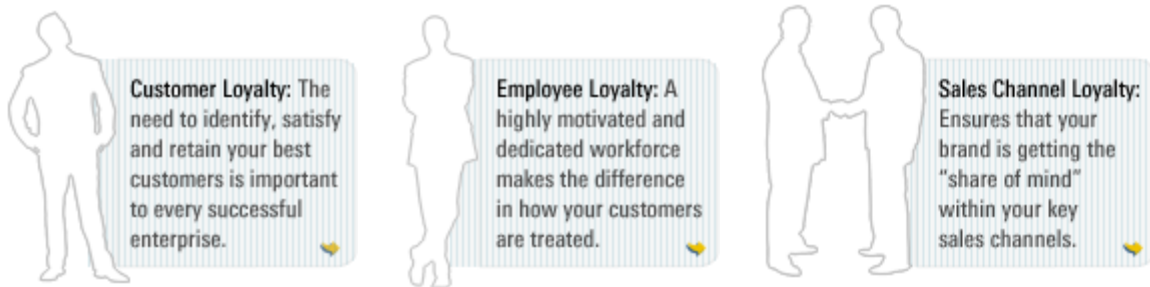 Customer Loyalty: The
need to identify, satisfy
and retain your best
customers is important
to every successful
enterprise.
Employee Loyalty: A
highly motivated and
dedicated workforce
makes the difference
in how your customers
are treated.
Sales Channel Loyalty:
Ensures that your
brand is getting the
“share of mind”
within your key
sales channels.